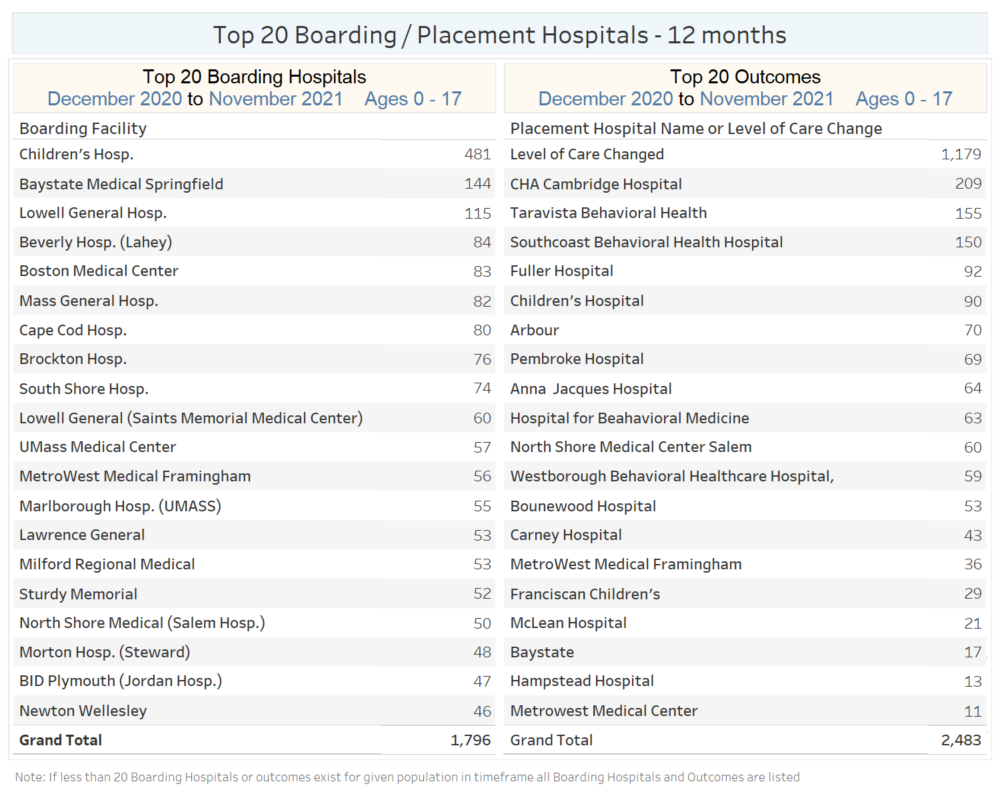 Top 20 Boarding / Placement Hospitals - 12 months
Top 20 Boarding Hospitals
December 2020 to November 2021 Ages 0 - 17
Boarding Facility
Children's Hosp. 481
Baystate Medical Springfield 144
Lowell General Hosp. 115
Beverly Hosp. (Lahey) 84
Boston Medical Center 83
Mass General Hosp. 82
Cape Cod Hosp. 80
Brockton Hosp. 76
South Shore Hosp. 74
Lowell General (Saints Memorial Medical Center) 60
UMass Medical Center 57
MetroWest Medical Framingham 56
Marlborough Hosp. (UMASS) 55
Lawrence General 53
Milford Regional Medical 53
Sturdy Memorial 52
North Shore Medical (Salem Hosp.) 50
Morton Hosp. (Steward) 48
BID Plymouth (Jordan Hosp.) 47
Newton Wellesley 46
Grand Total 1,796
Top 20 Outcomes
December 2020 to November 2021 Ages 0 - 17
Placement Hospital Name or Level of Care Change
Level of Care Changed 1,179
CHA Cambridge Hospital 209
Taravista Behavioral Health 155
Southcoast Behavioral Health Hospital 150
Fuller Hospital 92
Children's Hospital 90
Arbour 70
Pembroke Hospital 69
Anna  Jacques Hospital 64
Hospital for Beahavioral Medicine 63
North Shore Medical Center Salem 60
Westborough Behavioral Healthcare Hospital, 59
Bounewood Hospital 53
Carney Hospital 43
MetroWest Medical Framingham 36
Franciscan Children's 29
McLean Hospital 21
Baystate 17
Hampstead Hospital 13
Metrowest Medical Center 11
Grand Total 2,483
Note: If less than 20 Boarding Hospitals or outcomes exist for given population in timeframe all Boarding Hospitals and Outcomes are listed